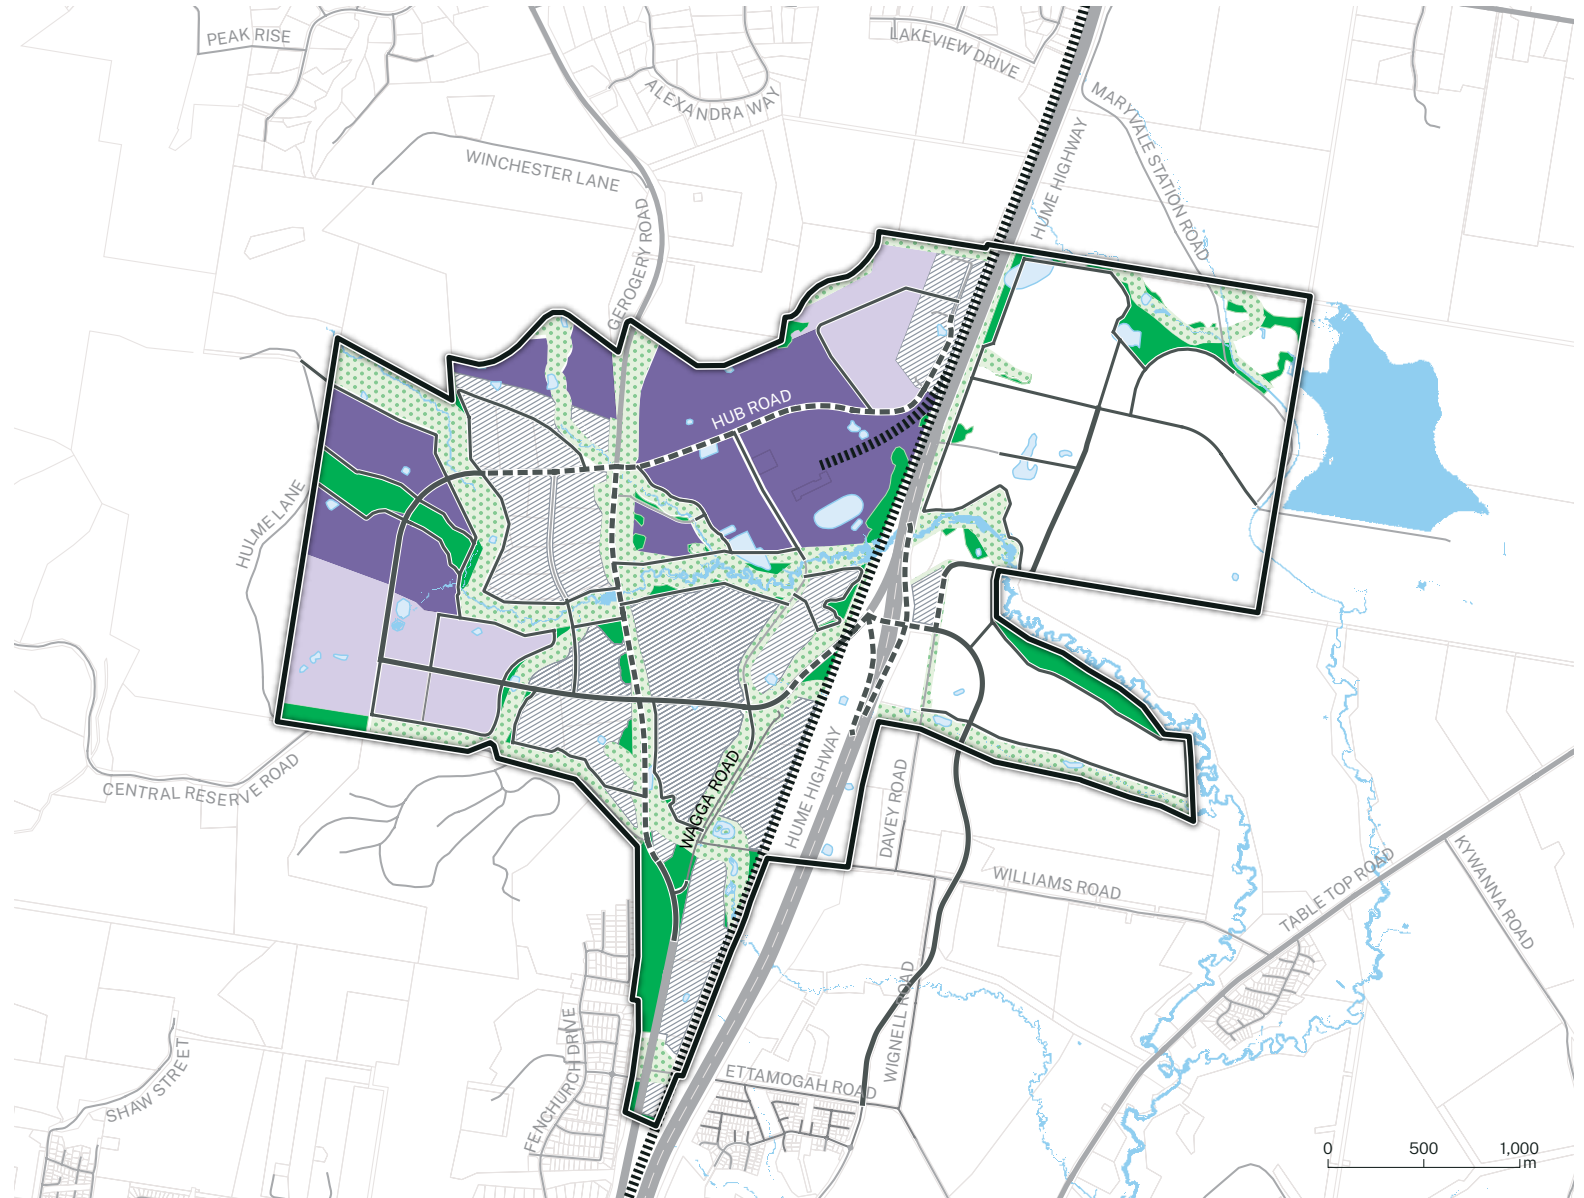 PEAK RISE
LAKEVIEW DRIVE
ALEXANDRA WAY
MARYVALE STATION ROAD
WINCHESTER LANE
HUME HIGHWAY
GEROGERY ROAD
HUB ROAD
HULME LANE
CENTRAL RESERVE ROAD
WAGGA ROAD
HUME HIGHWAY
DAVEY ROAD
WILLIAMS ROAD
TABLE TOP ROAD
KYWANNA ROAD
WIGNELL ROAD
FENCHURCH DRIVE
SHAW STREET
ETTAMOGAH ROAD
0 500 1,000
m